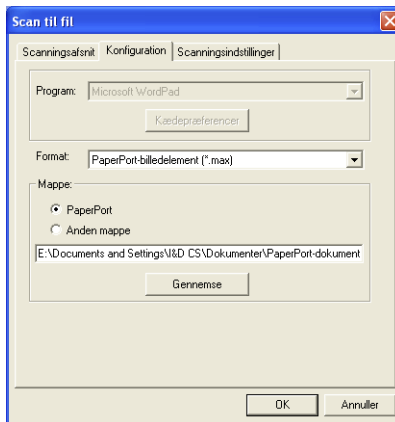 Scan til fil
Scanningsafsnit Konfiguration Scanningsindstillinger
Program: Microsoft WordPad
Kædepræferencer
Format: PaperPort-billedelement (*.max)
Mappe:
PaperPort
Anden mappe
E:\Documents and Settings\I&D CS\Dokumenter\PaperPort-dokument
Gennemse
OK Annuller